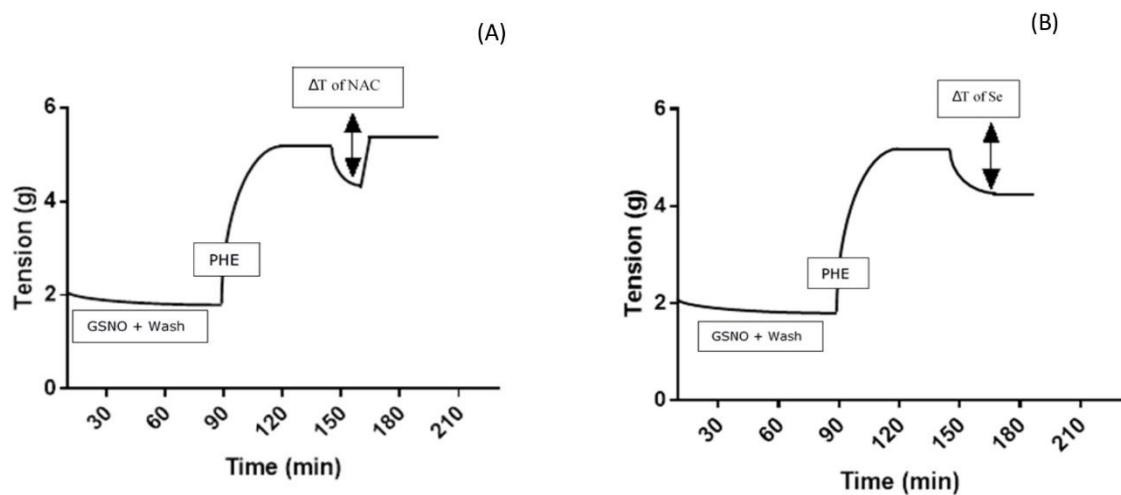 (A)
ΔT of NAC
6
4
2
0
Tension (g)
PHE
GSNO + Wash
30 60 90 120 150 180 210
Time (min)
(B)
ΔT of Se
6
4
2
0
Tension (g)
PHE
GSNO + Wash
30 60 90 120 150 180 210
Time (min)